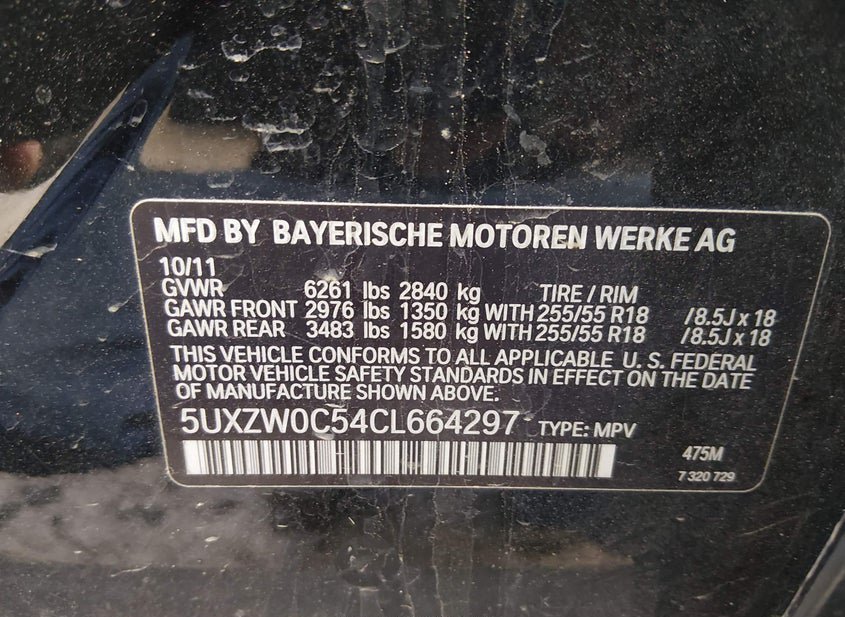 MFD BY BAYERISCHE MOTOREN WERKE AG
10/11
GVWR 6261 lbs 2840 kg TIRE / RIM
GAWR FRONT 2976 lbs 1350 kg WITH 255/55 R18 /8.5J x 18
GAWR REAR 3483 lbs 1580 kg WITH 255/55 R18 /8.5J x 18
THIS VEHICLE CONFORMS TO ALL APPLICABLE U. S. FEDERAL
MOTOR VEHICLE SAFETY STANDARDS IN EFFECT ON THE DATE
OF MANUFACTURE SHOWN ABOVE.
5UXZW0C54CL664297 TYPE: MPV
475M
7 320 729